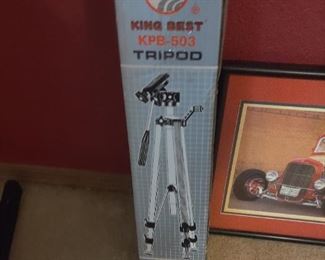 ®
KING BEST
KPB-503
TRIPOD